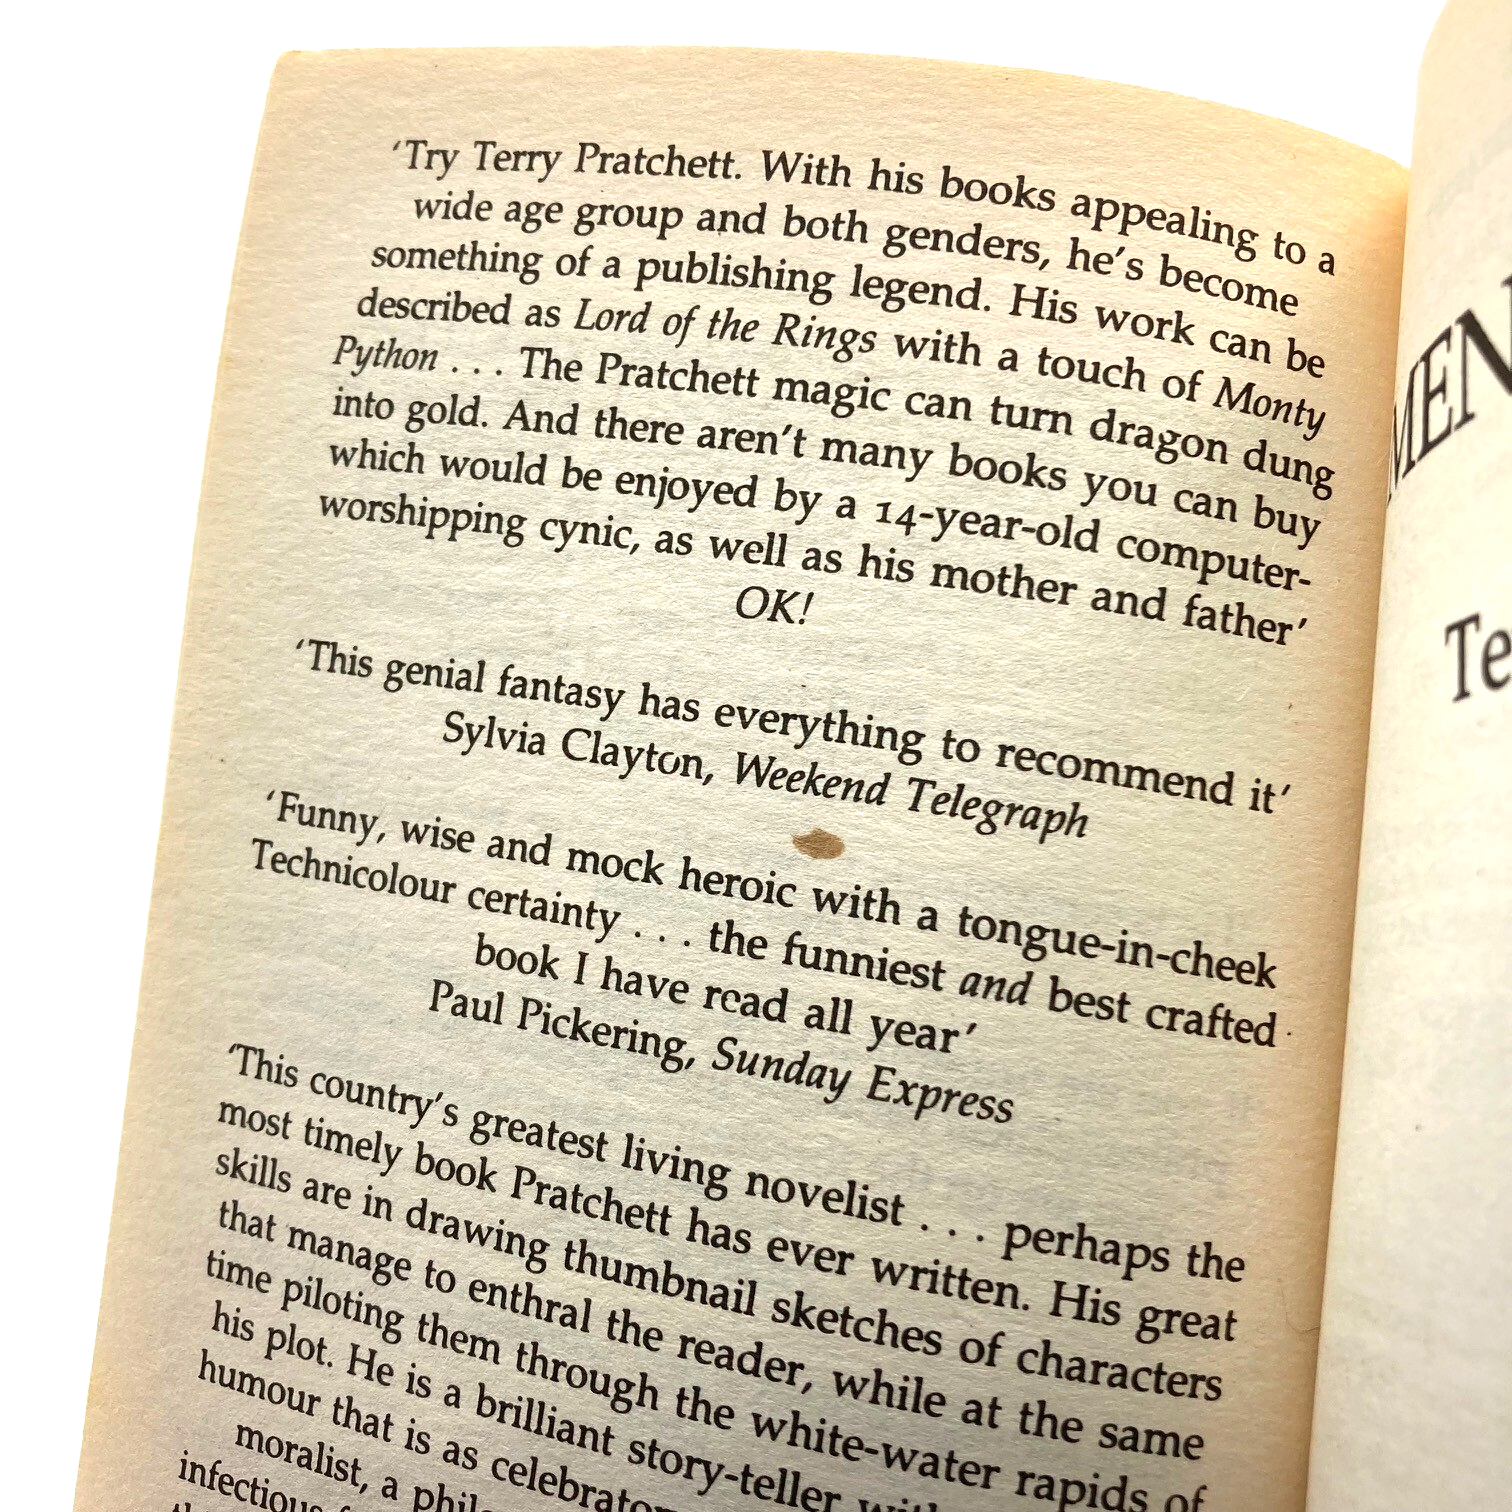 ‘Try Terry Pratchett. With his books appealing to a
wide age group and both genders, he’s become
something of a publishing legend. His work can be
described as Lord of the Rings with a touch of Monty
Python . . . The Pratchett magic can turn dragon dung
into gold. And there aren’t many books you can buy
which would be enjoyed by a 14-year-old computer-
worshipping cynic, as well as his mother and father’
OK!
‘This genial fantasy has everything to recommend it’
Sylvia Clayton, Weekend Telegraph
‘Funny, wise and mock heroic with a tongue-in-cheek
Technicolour certainty . . . the funniest and best crafted
book I have read all year’
Paul Pickering, Sunday Express
‘This country’s greatest living novelist . . . perhaps the
most timely book Pratchett has ever written. His great
skills are in drawing thumbnail sketches of characters
that manage to enthral the reader, while at the same
time piloting them through the white-water rapids of
his plot. He is a brilliant story-teller
humour that is as
moralist, a
infectious
MEN
Te